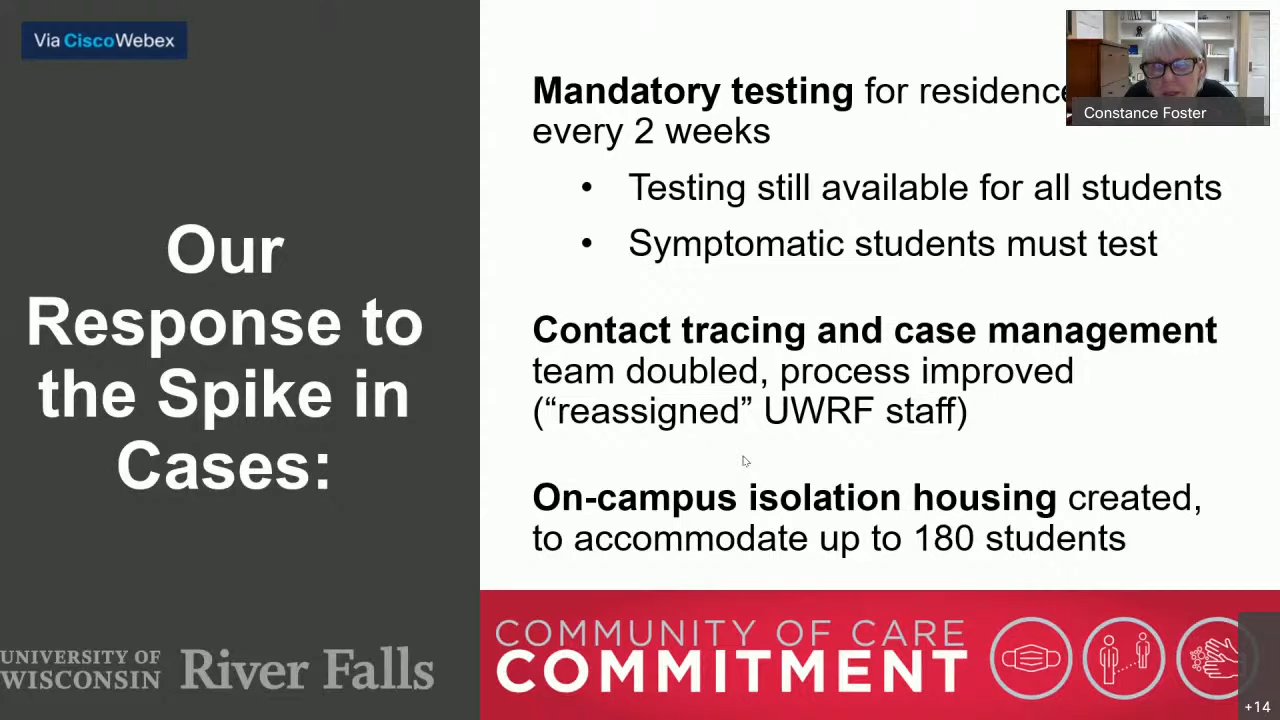 Via CiscoWebex
Our
Response to
the Spike in
Cases:
UNIVERSITY OF
WISCONSIN
River Falls
Mandatory testing for residence
every 2 weeks
• Testing still available for all students
• Symptomatic students must test
Contact tracing and case management
team doubled, process improved
(“reassigned” UWRF staff)
On-campus isolation housing created,
to accommodate up to 180 students
COMMUNITY OF CARE
COMMITMENT
Constance Foster
+14